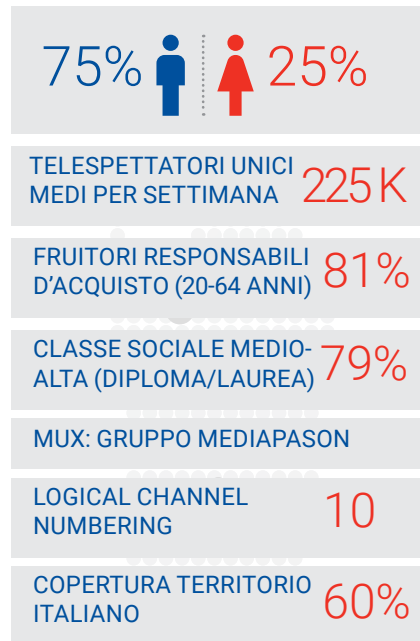 75% 25%
TELESPETTATORI UNICI
MEDI PER SETTIMANA 225 K
FRUITORI RESPONSABILI
D'ACQUISTO (20-64 ANNI) 81%
CLASSE SOCIALE MEDIO-
ALTA (DIPLOMA/LAUREA) 79%
MUX: GRUPPO MEDIAPASON
LOGICAL CHANNEL
NUMBERING 10
COPERTURA TERRITORIO
ITALIANO 60%